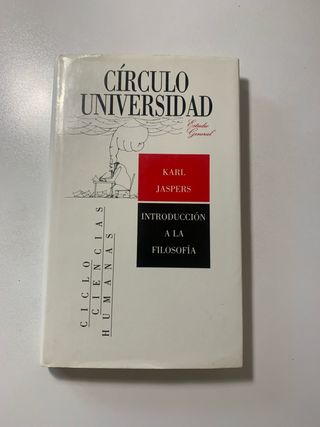 CÍRCULO
UNIVERSIDAD
Estudio
General
KARL
JASPERS
INTRODUCCIÓN
A LA
FILOSOFÍA
CICLO
CIENCIAS
HUMANAS